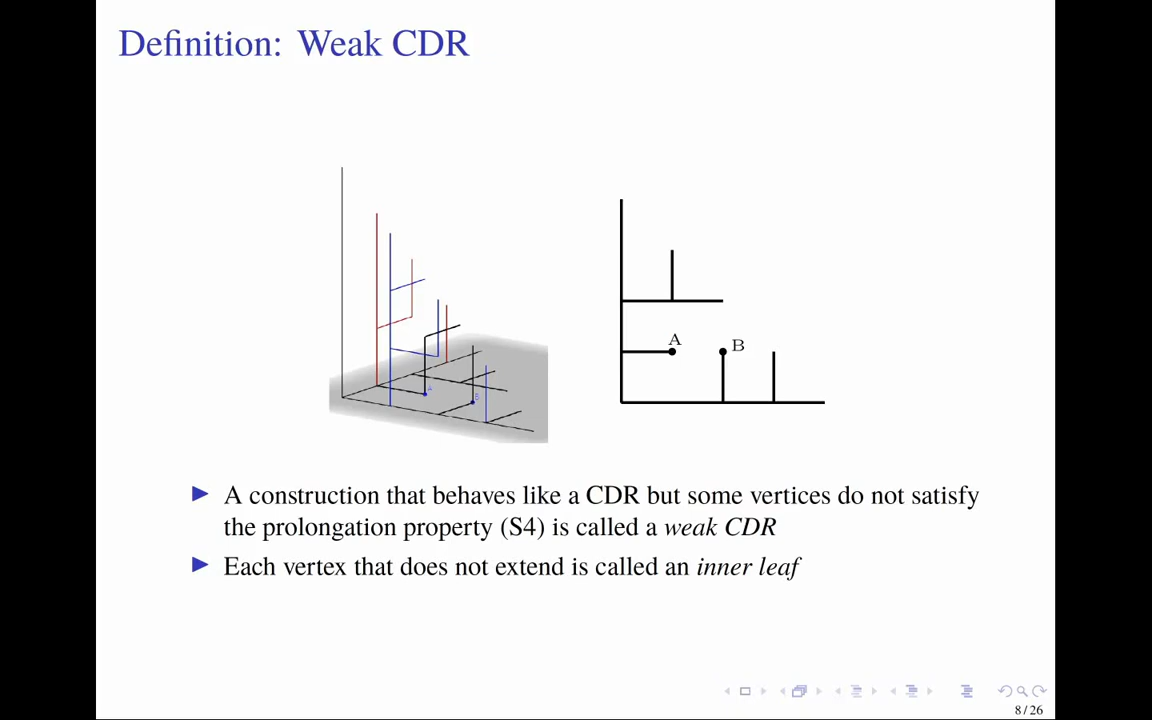 Definition: Weak CDR
A
B
A
B
▶ A construction that behaves like a CDR but some vertices do not satisfy
the prolongation property (S4) is called a weak CDR
▶ Each vertex that does not extend is called an inner leaf
8 / 26